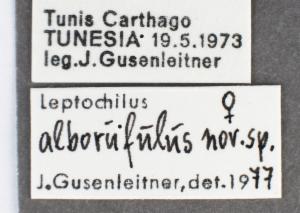 Tunis Carthago
TUNESIA· 19.5.1973
leg.J.Gusenleitner
Leptochilus ♀
alborufulus nov.sp.
J.Gusenleitner,det.1977